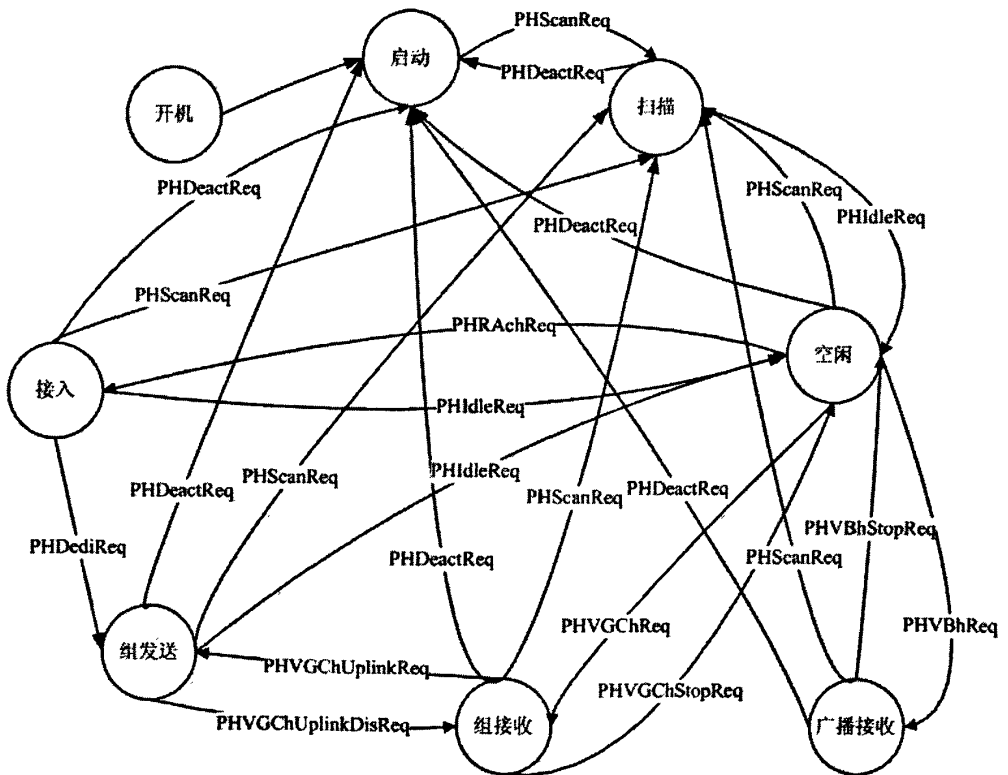 PHScanReq
启动
PHDeactReq
开机
扫描
PHDeactReq
PHScanReq
PHIdleReq
PHDeactReq
PHScanReq
PHRAchReq
空闲
接入
PHIdleReq
PHIdleReq
PHScanReq
PHDeactReq
PHScanReq
PHDeactReq
PHVBhStopReq
PHDediReq
PHDeactReq
PHScanReq
PHVGChReq
PHVBhReq
组发送
PHVGChUplinkReq
PHVGChStopReq
PHVGChUplinkDisReq
组接收
广播接收